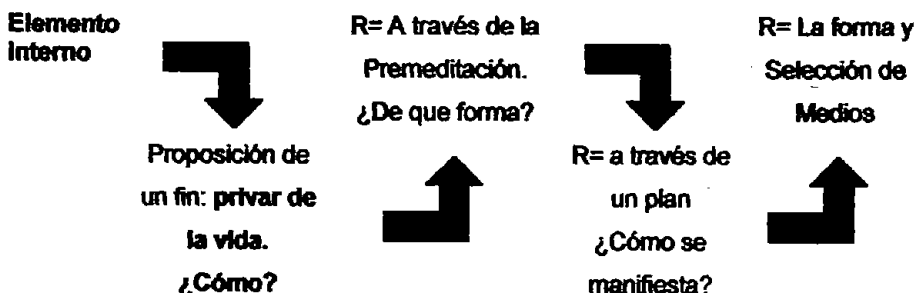 Elemento
Interno
Proposición de
un fin: privar de
la vida.
¿Cómo?
R= A través de la
Premeditación.
¿De que forma?
R= a través de
un plan
¿Cómo se
manifiesta?
R= La forma y
Selección de
Medios